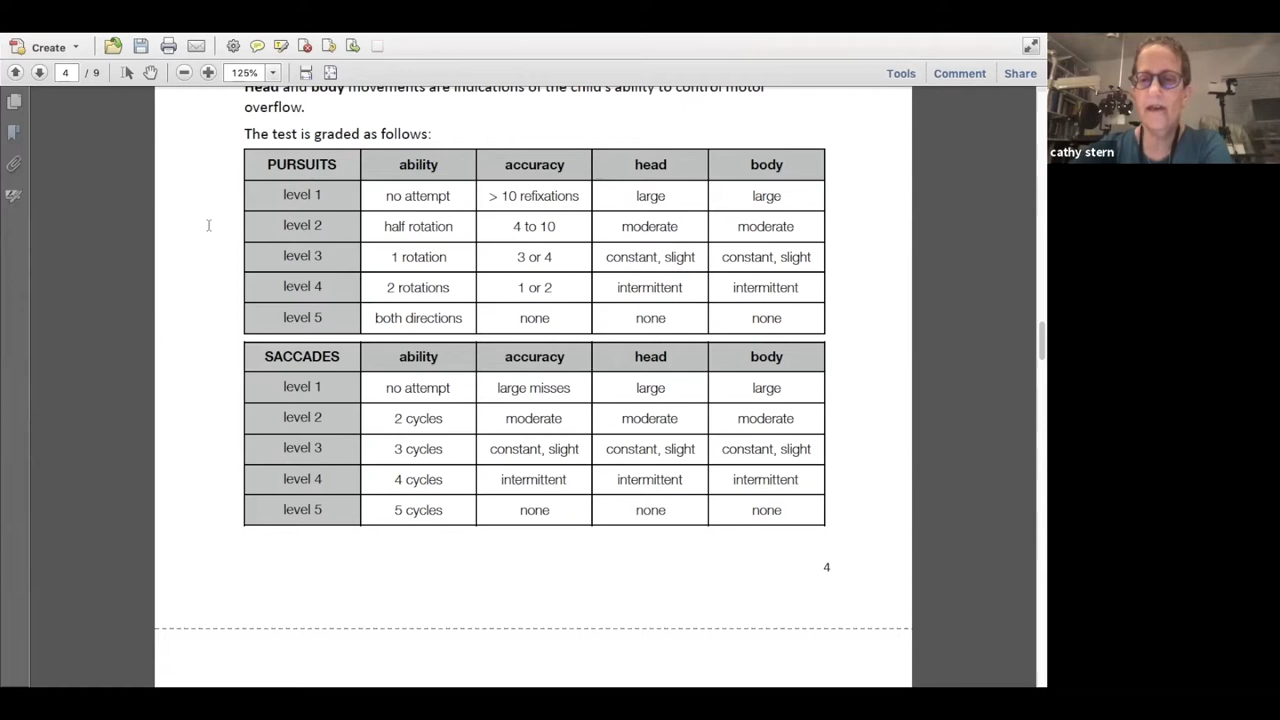 Create
4 / 9
125%
Tools Comment Share
Head and body movements are indications of the child's ability to control motor
overflow.
The test is graded as follows:
PURSUITS ability accuracy head body
level 1 no attempt > 10 refixations large large
level 2 half rotation 4 to 10 moderate moderate
level 3 1 rotation 3 or 4 constant, slight constant, slight
level 4 2 rotations 1 or 2 intermittent intermittent
level 5 both directions none none none
SACCADES ability accuracy head body
level 1 no attempt large misses large large
level 2 2 cycles moderate moderate moderate
level 3 3 cycles constant, slight constant, slight constant, slight
level 4 4 cycles intermittent intermittent intermittent
level 5 5 cycles none none none
4
cathy stern